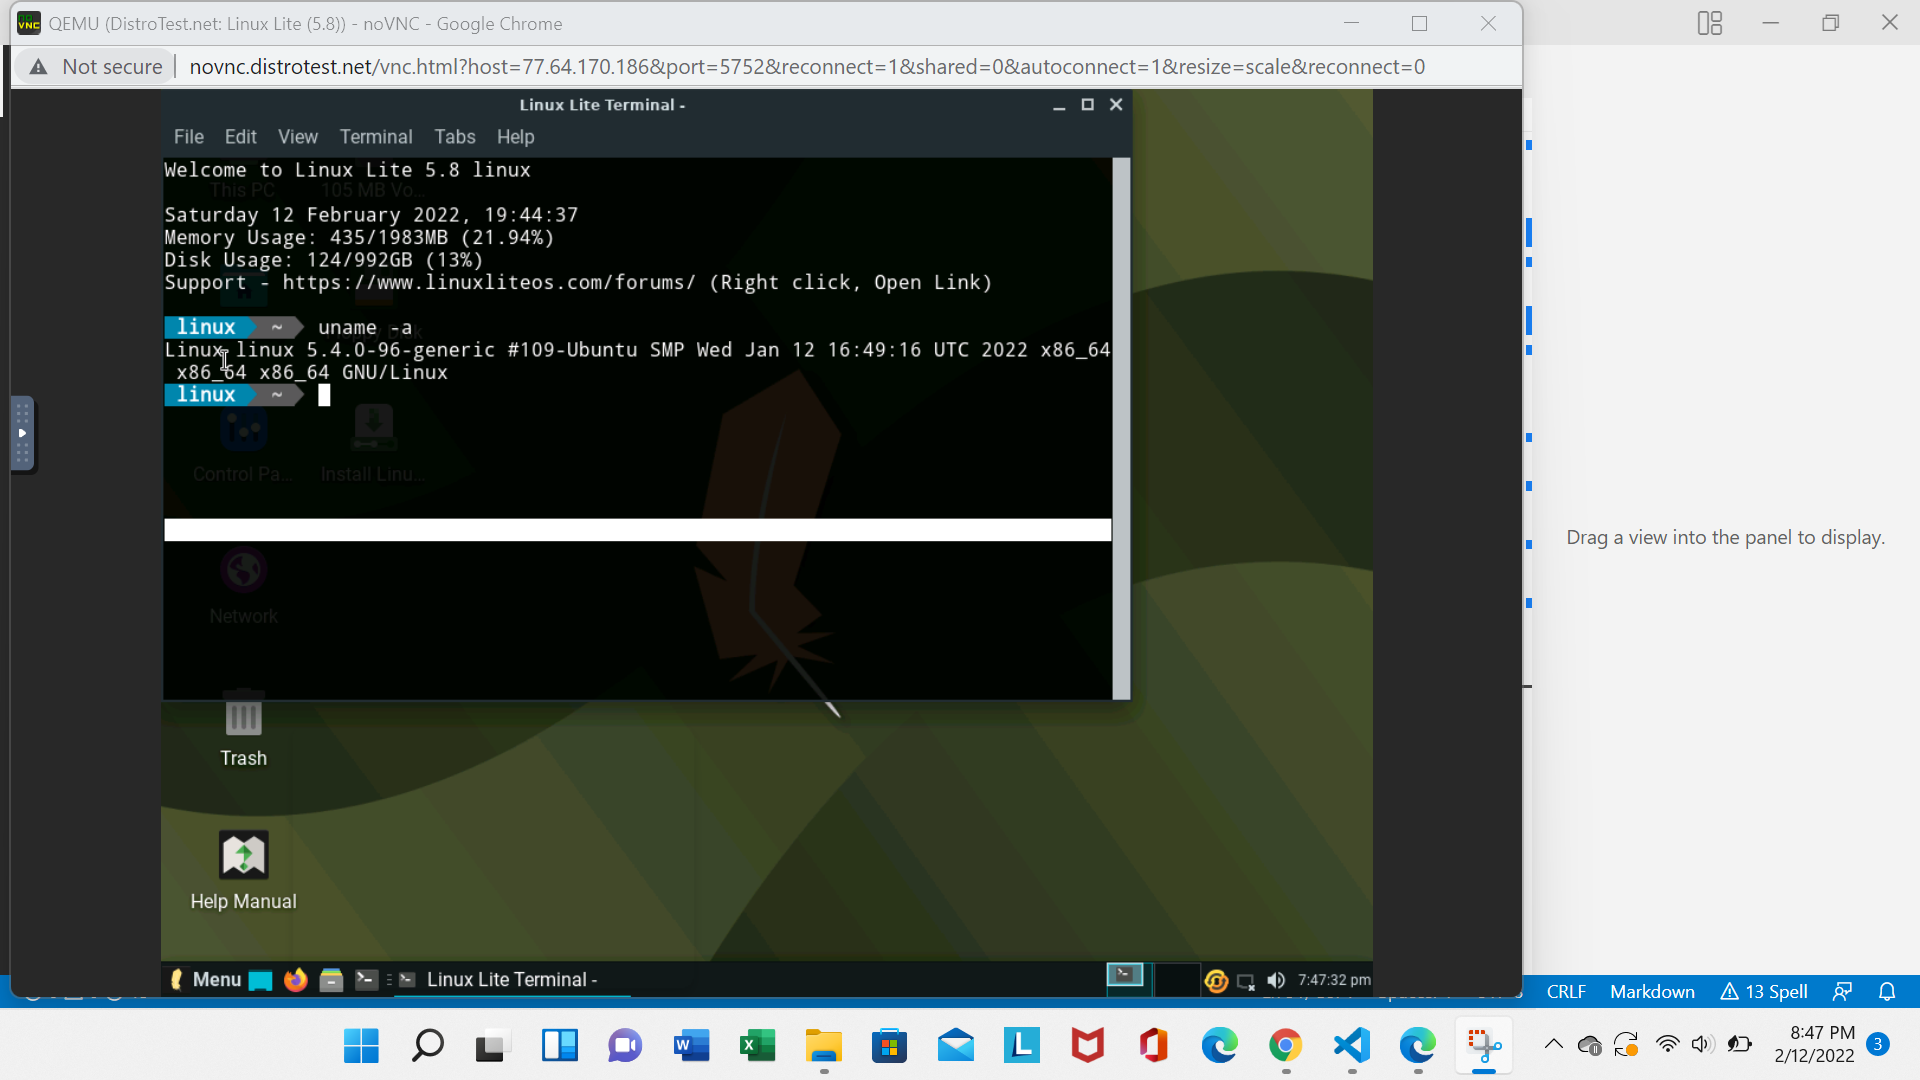 QEMU (DistroTest.net: Linux Lite (5.8)) - noVNC - Google Chrome
Not secure
novnc.distrotest.net/vnc.html?host=77.64.170.186&port=5752&reconnect=1&shared=0&autoconnect=1&resize=scale&reconnect=0
Linux Lite Terminal -
File Edit View Terminal Tabs Help
Welcome to Linux Lite 5.8 linux
This PC 105 MB Vo...
Saturday 12 February 2022, 19:44:37
Memory Usage: 435/1983MB (21.94%)
Disk Usage: 124/992GB (13%)
Support - https://www.linuxliteos.com/forums/ (Right click, Open Link)
linux ~ uname -a
Linux linux 5.4.0-96-generic #109-Ubuntu SMP Wed Jan 12 16:49:16 UTC 2022 x86_64
x86_64 x86_64 GNU/Linux
linux ~
Control Pa... Install Linu...
Drag a view into the panel to display.
Network
Trash
Help Manual
Menu Linux Lite Terminal - 7:47:32 pm
CRLF Markdown 13 Spell
8:47 PM
2/12/2022 3